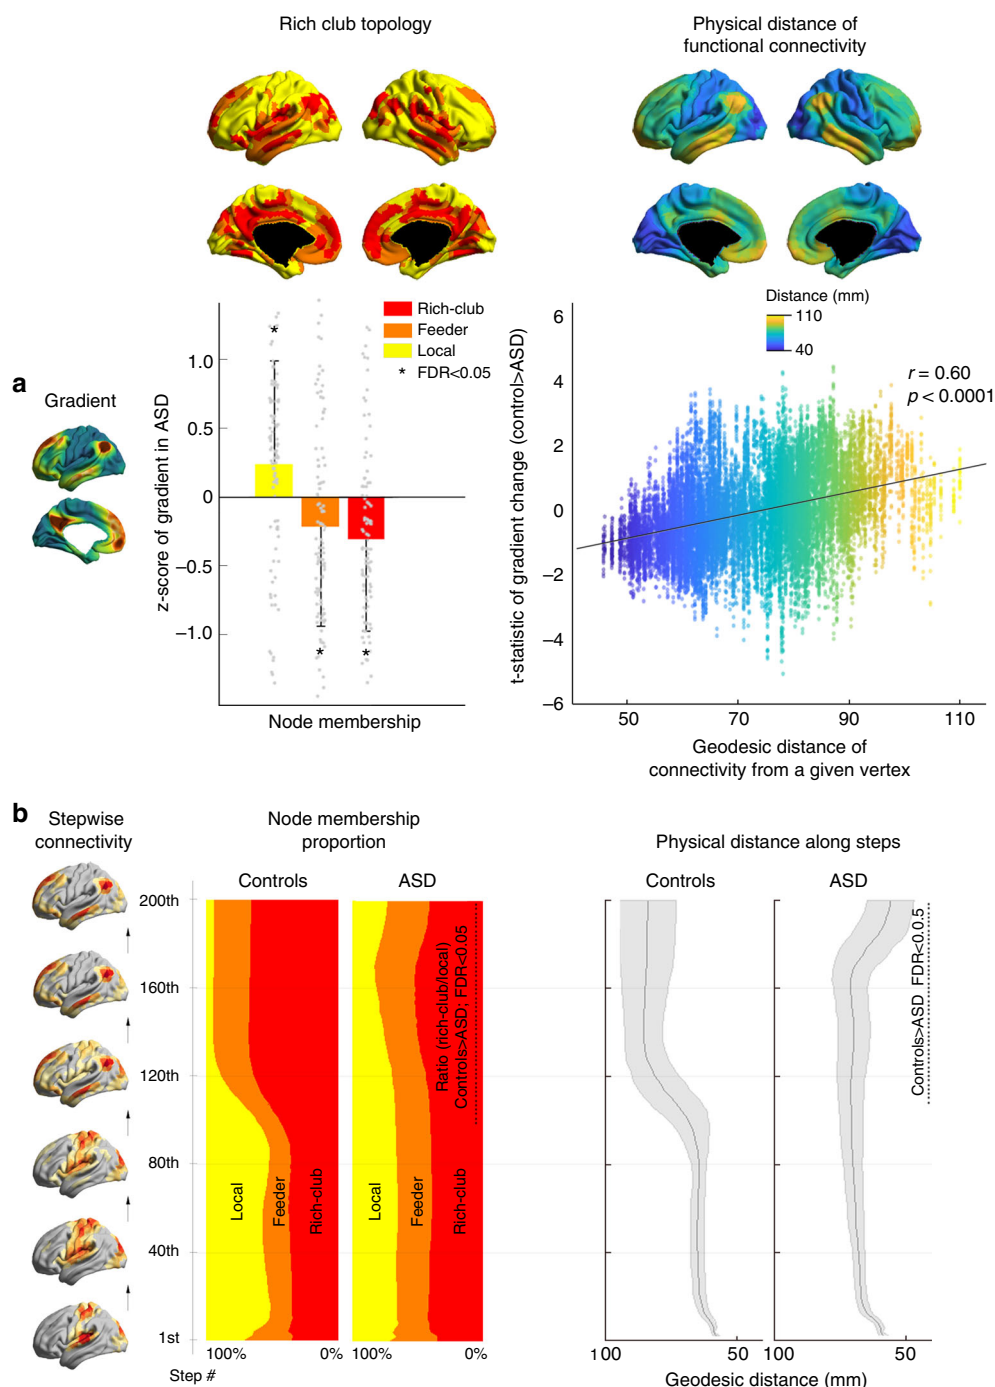 Rich club topology
Physical distance of
functional connectivity
a
Gradient
z-score of gradient in ASD
1.0
0.5
0
−0.5
−1.0
*
*
*
Rich-club
Feeder
Local
* FDR<0.05
Node membership
Distance (mm)
110
40
r = 0.60
p < 0.0001
t-statistic of gradient change (control>ASD)
6
4
2
0
−2
−4
−6
50
70
90
110
Geodesic distance of
connectivity from a given vertex
b
Stepwise
connectivity
Node membership
proportion
Physical distance along steps
Controls
ASD
Controls
ASD
200th
160th
120th
80th
40th
1st
Step #
Local
Feeder
Rich-club
Local
Feeder
Rich-club
Ratio (rich-club/local)
Controls>ASD; FDR<0.05
Controls>ASD FDR<0.0.5
100%
0%
100%
0%
100
50
100
50
Geodesic distance (mm)